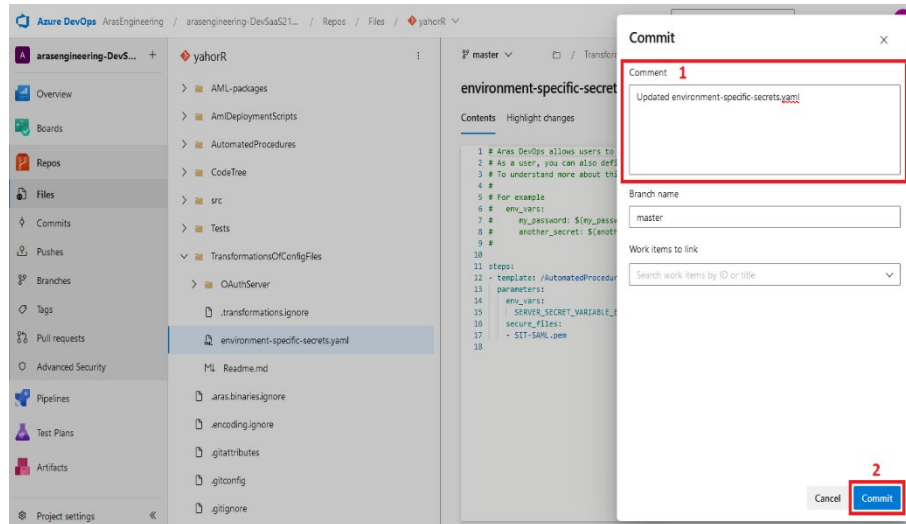 Azure DevOps ArasEngineering / arasengineering-DevSaaS21... / Repos / Files / yahorR
A arasengineering-DevS... +
Overview
Boards
Repos
Files
Commits
Pushes
Branches
Tags
Pull requests
Advanced Security
Pipelines
Test Plans
Artifacts
Project settings
yahorR
AML-packages
AmlDeploymentScripts
AutomatedProcedures
CodeTree
src
Tests
TransformationsOfConfigFiles
OAuthServer
.transformations.ignore
environment-specific-secrets.yaml
M↓ Readme.md
.aras.binaries.ignore
.encoding.ignore
.gitattributes
.gitconfig
.gitignore
master / Transforn
environment-specific-secret
Contents Highlight changes
1 # Aras DevOps allows users to
2 # As a user, you can also defi
3 # To understand more about thi
4 #
5 # For example
6 # env_vars:
7 # my_password: $(my_passw
8 # another_secret: $(anoth
9 #
10
11 steps:
12 - template: /AutomatedProcedur
13 parameters:
14 env_vars:
15 SERVER_SECRET_VARIABLE_E
16 secure_files:
17 - SIT-SAML.pem
18
Commit
Comment 1
Updated environment-specific-secrets.yaml
Branch name
master
Work items to link
Search work items by ID or title
2
Cancel Commit